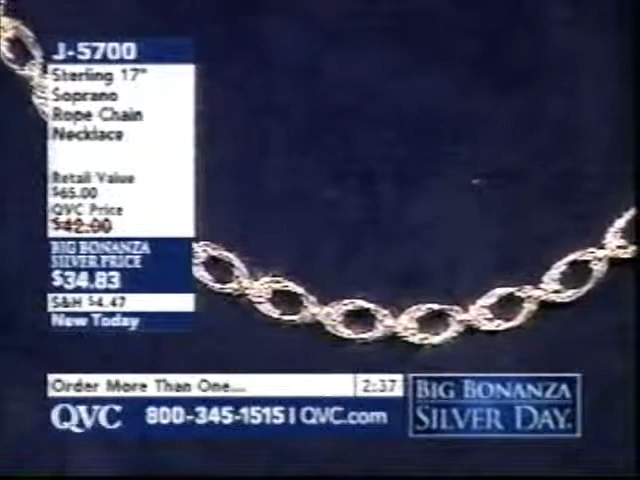 J-5700
Sterling 17"
Soprano
Rope Chain
Necklace
Retail Value
$65.00
QVC Price
$42.00
BIG BONANZA
SILVER PRICE
$34.83
S&H $4.47
New Today
Order More Than One... 2:37
QVC 800-345-1515 | QVC.com
BIG BONANZA
SILVER DAY.